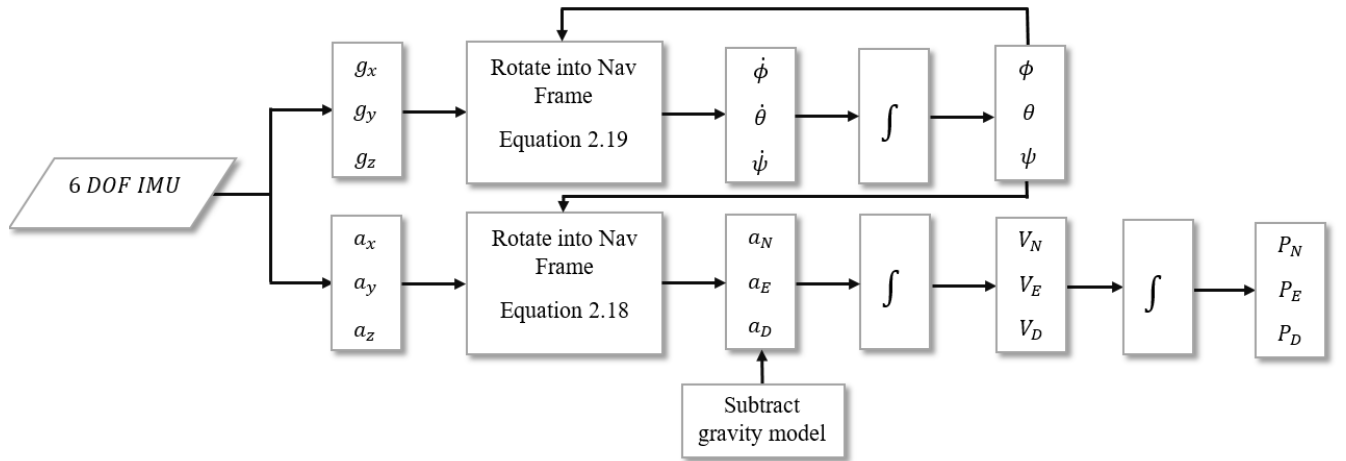 6 DOF IMU
g_x
g_y
g_z
Rotate into Nav
Frame
Equation 2.19
ϕ̇
θ̇
ψ̇
∫
ϕ
θ
ψ
a_x
a_y
a_z
Rotate into Nav
Frame
Equation 2.18
a_N
a_E
a_D
∫
V_N
V_E
V_D
∫
P_N
P_E
P_D
Subtract
gravity model